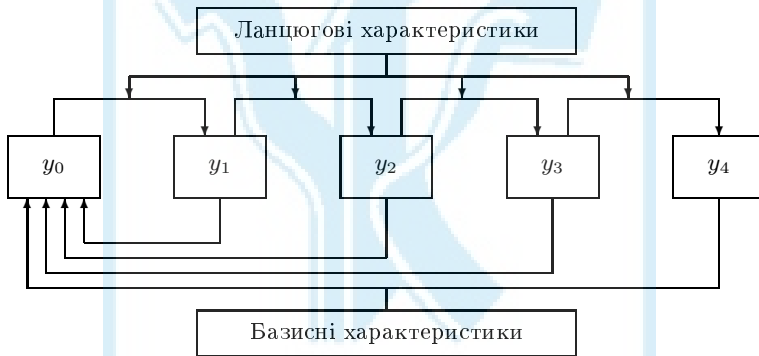 Ланцюгові характеристики
y₀ y₁ y₂ y₃ y₄
Базисні характеристики